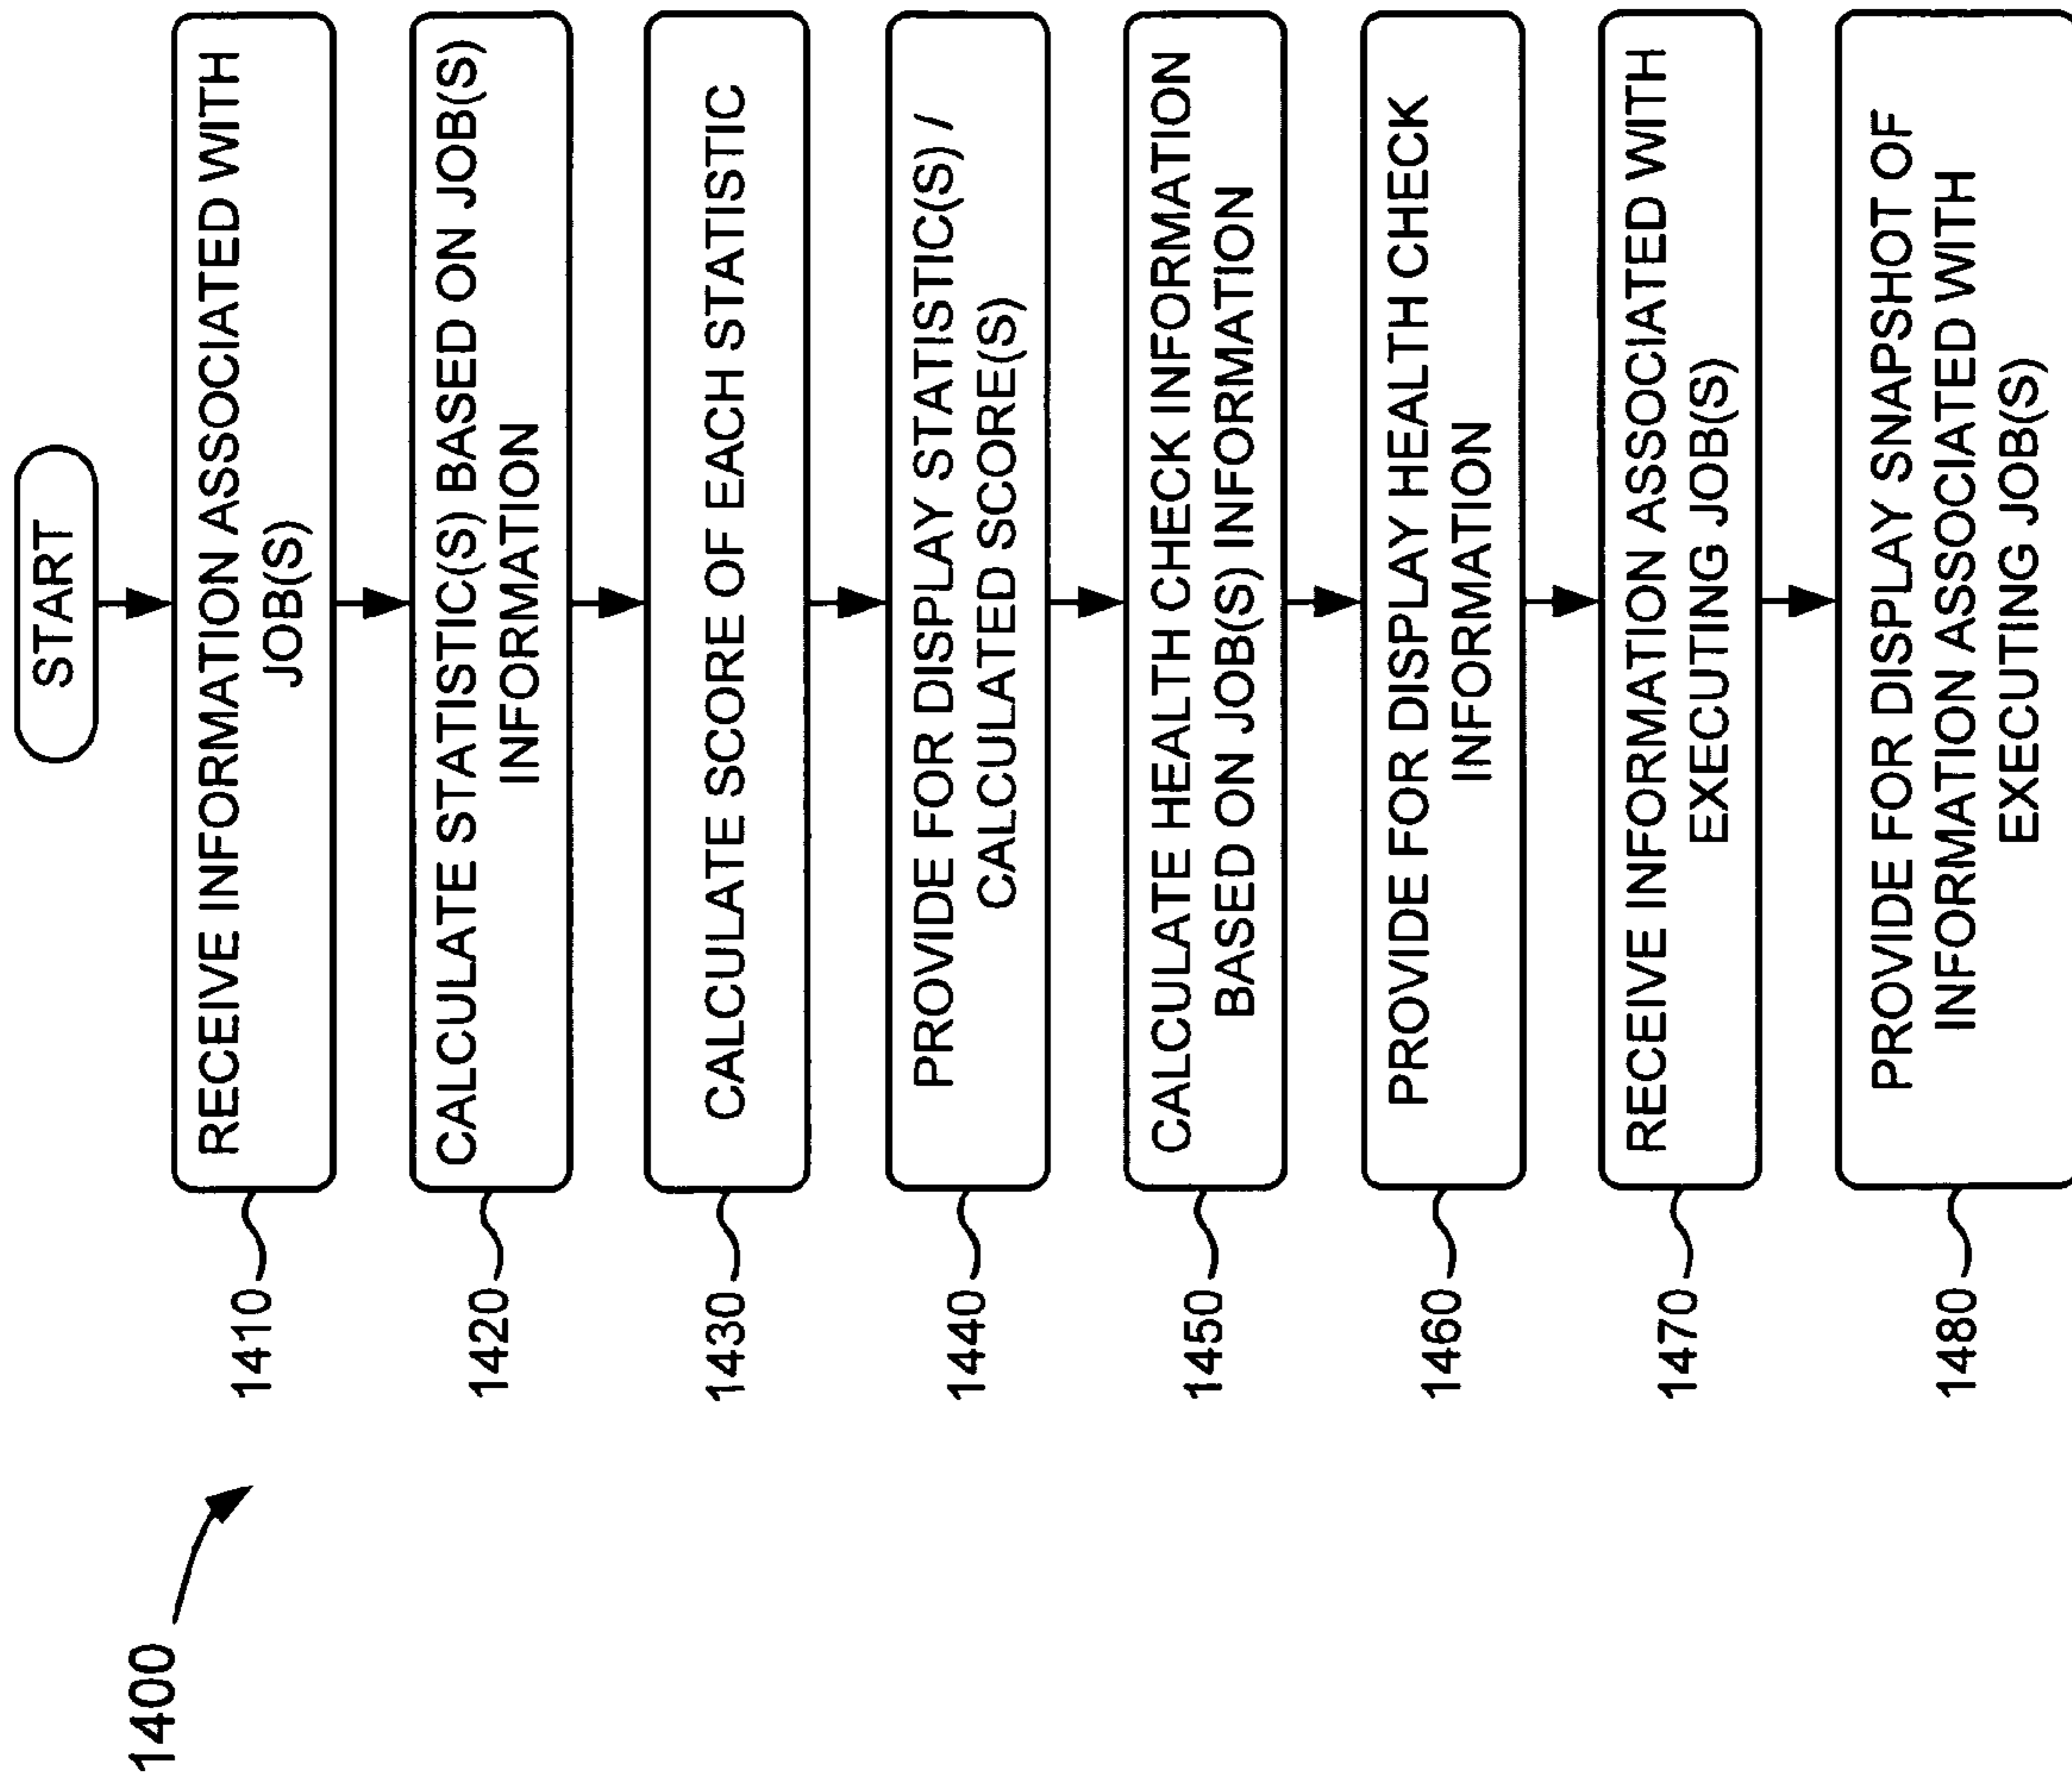 1400
START
1410
RECEIVE INFORMATION ASSOCIATED WITH
JOB(S)
1420
CALCULATE STATISTIC(S) BASED ON JOB(S)
INFORMATION
1430
CALCULATE SCORE OF EACH STATISTIC
1440
PROVIDE FOR DISPLAY STATISTIC(S) /
CALCULATED SCORE(S)
1450
CALCULATE HEALTH CHECK INFORMATION
BASED ON JOB(S) INFORMATION
1460
PROVIDE FOR DISPLAY HEALTH CHECK
INFORMATION
1470
RECEIVE INFORMATION ASSOCIATED WITH
EXECUTING JOB(S)
1480
PROVIDE FOR DISPLAY SNAPSHOT OF
INFORMATION ASSOCIATED WITH
EXECUTING JOB(S)